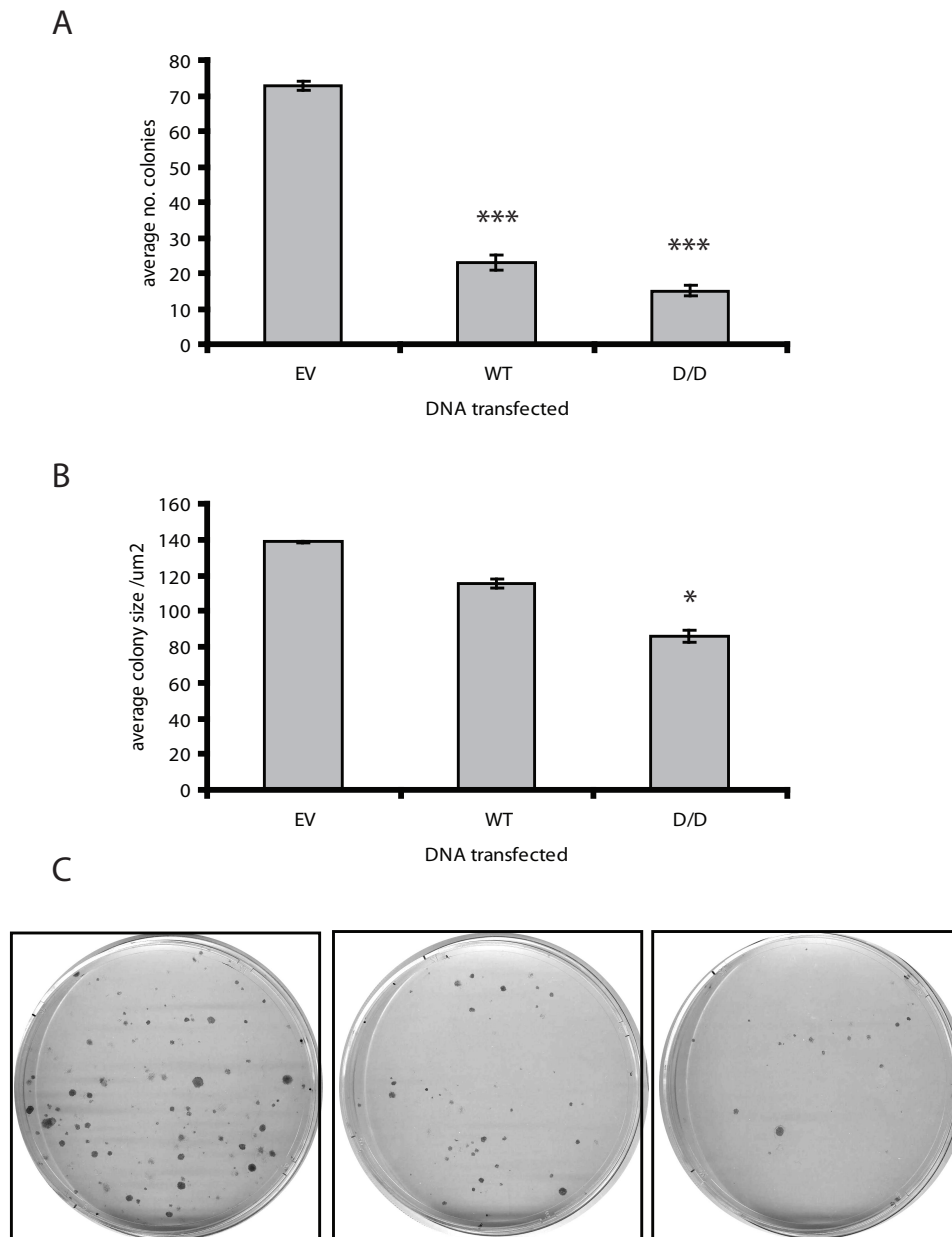 A
average no. colonies
80
70
60
50
40
30
20
10
0
***
***
EV WT D/D
DNA transfected
B
average colony size /um2
160
140
120
100
80
60
40
20
0
*
EV WT D/D
DNA transfected
C